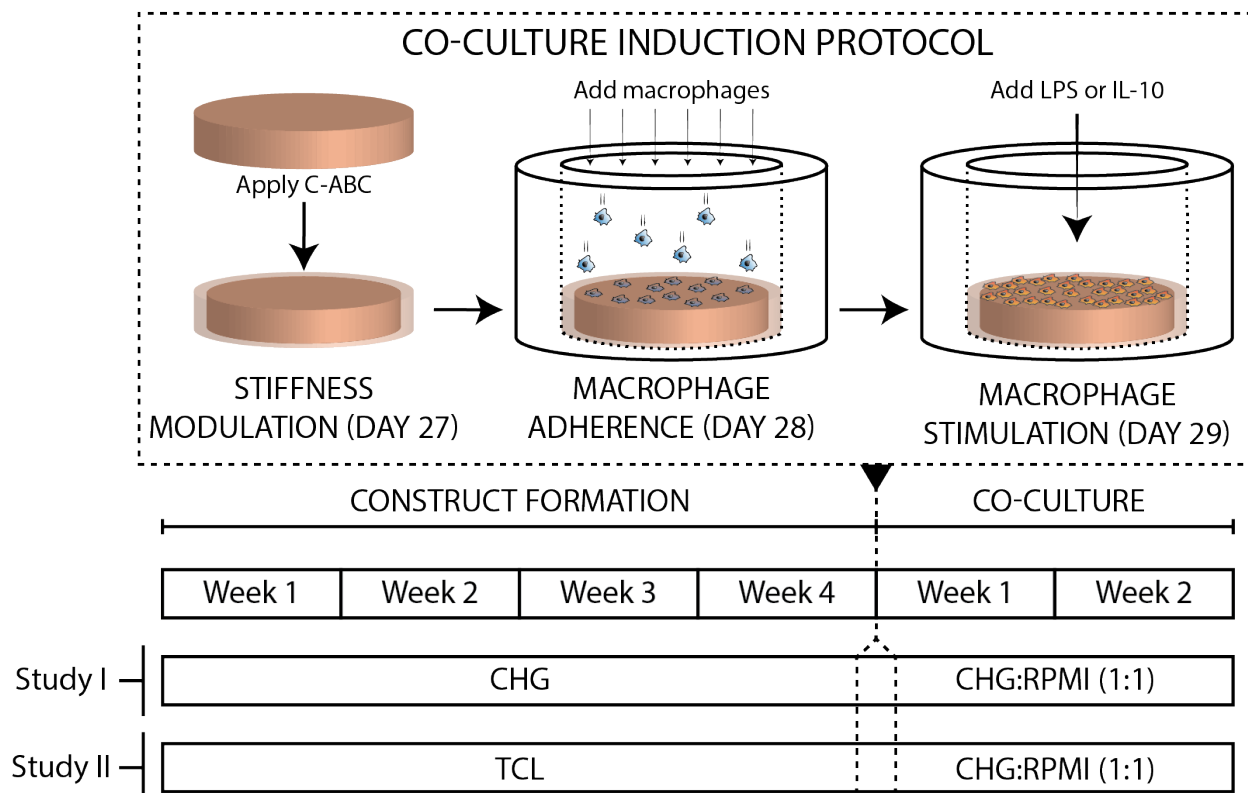 CO-CULTURE INDUCTION PROTOCOL
Apply C-ABC
Add macrophages
Add LPS or IL-10
STIFFNESS
MODULATION (DAY 27)
MACROPHAGE
ADHERENCE (DAY 28)
MACROPHAGE
STIMULATION (DAY 29)
CONSTRUCT FORMATION
CO-CULTURE
Week 1
Week 2
Week 3
Week 4
Week 1
Week 2
Study I
CHG
CHG:RPMI (1:1)
Study II
TCL
CHG:RPMI (1:1)